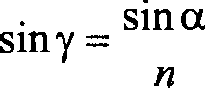 sin γ = sin α / n